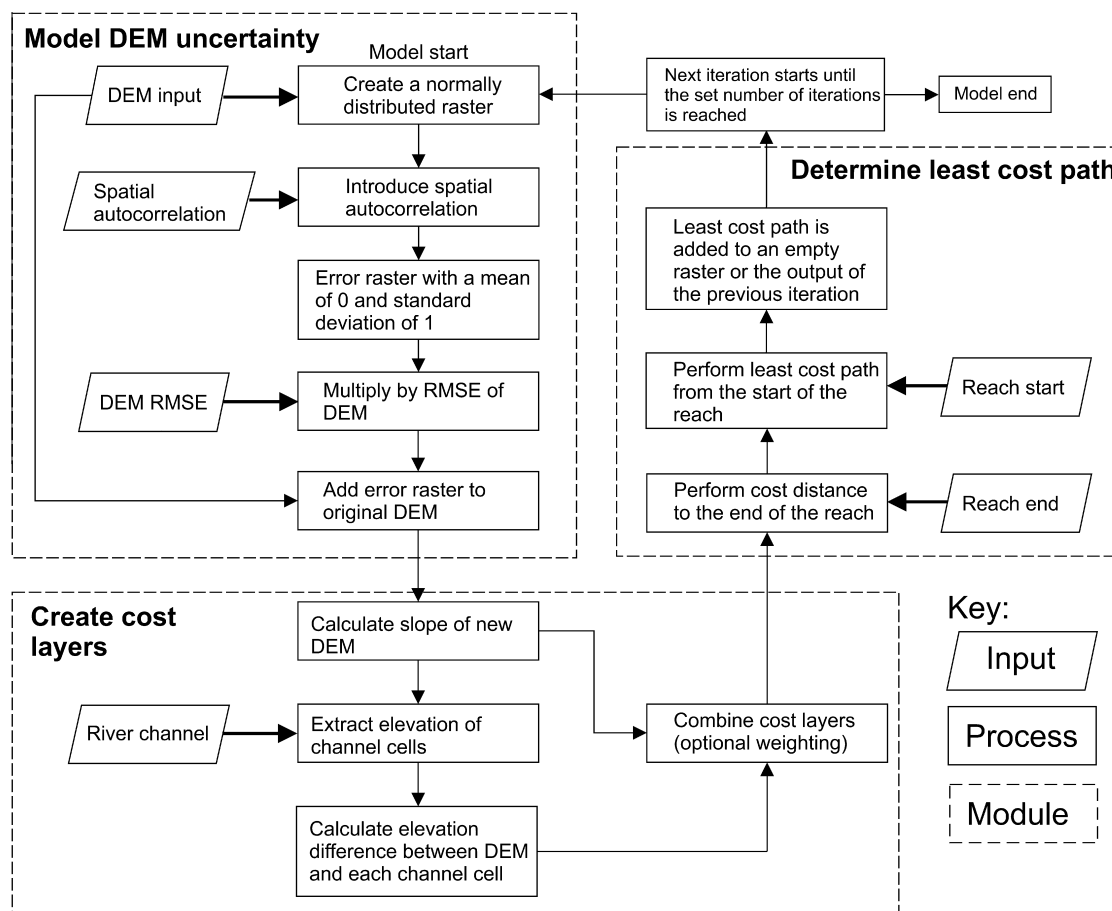 Model DEM uncertainty
Model start
DEM input
Create a normally
distributed raster
Spatial
autocorrelation
Introduce spatial
autocorrelation
Error raster with a mean
of 0 and standard
deviation of 1
DEM RMSE
Multiply by RMSE of
DEM
Add error raster to
original DEM
Create cost
layers
Calculate slope of new
DEM
River channel
Extract elevation of
channel cells
Calculate elevation
difference between DEM
and each channel cell
Combine cost layers
(optional weighting)
Next iteration starts until
the set number of iterations
is reached
Model end
Determine least cost path
Least cost path is
added to an empty
raster or the output of
the previous iteration
Perform least cost path
from the start of the
reach
Reach start
Perform cost distance
to the end of the reach
Reach end
Key:
Input
Process
Module